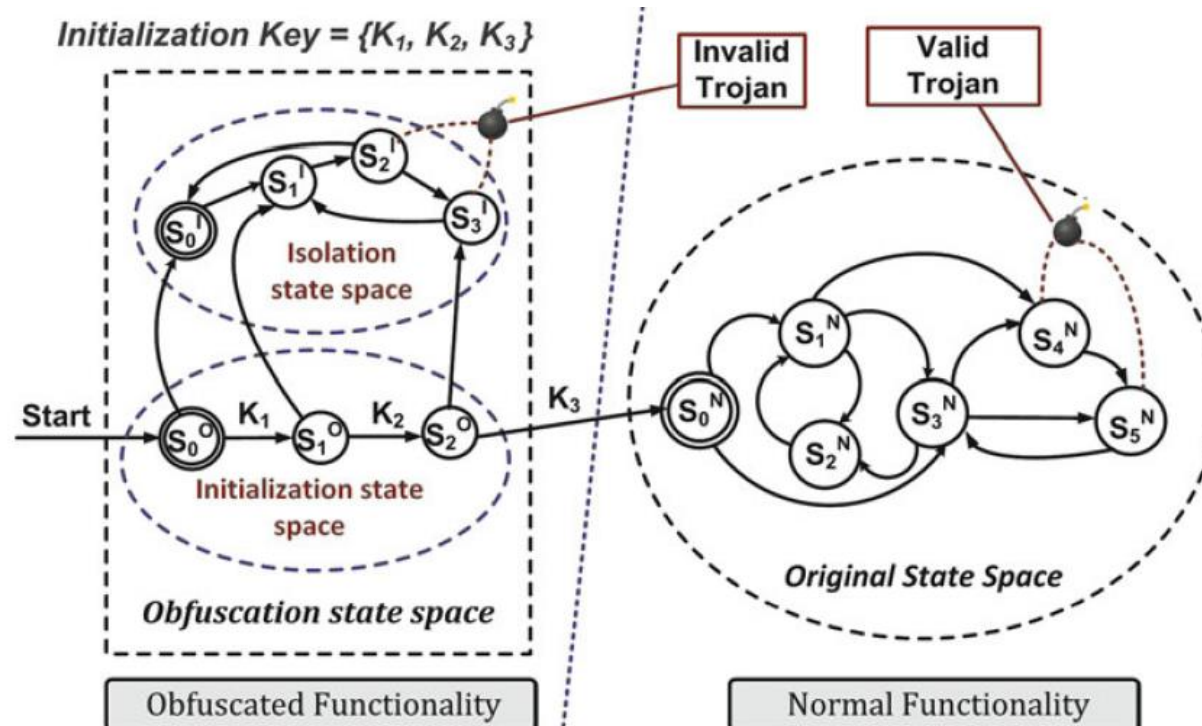 Initialization Key = {K₁, K₂, K₃}
Invalid
Trojan
Valid
Trojan
S₂ᴵ
S₁ᴵ
S₀ᴵ
S₃ᴵ
Isolation
state space
Start
S₀ᴼ
K₁
S₁ᴼ
K₂
S₂ᴼ
K₃
Initialization state
space
Obfuscation state space
S₁ᴺ
S₄ᴺ
S₀ᴺ
S₃ᴺ
S₅ᴺ
S₂ᴺ
Original State Space
Obfuscated Functionality
Normal Functionality